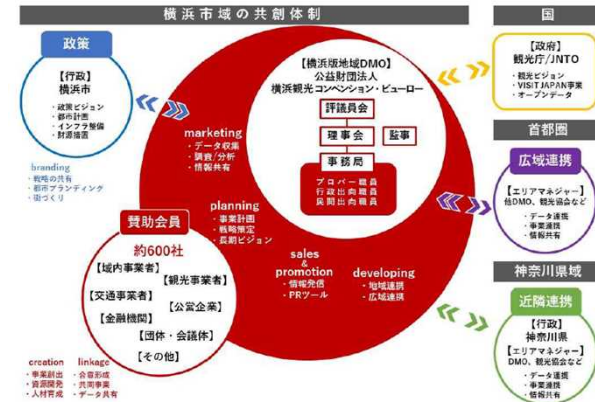 横浜市域の共創体制
政策
【行政】
横浜市
・政策ビジョン
・都市計画
・インフラ整備
・財源措置
branding
・戦略の共有
・都市ブランディング
・街づくり
【横浜版地域DMO】
公益財団法人
横浜観光コンベンション・ビューロー
評議員会
理事会
監事
事務局
プロパー職員
行政出向職員
民間出向職員
marketing
・データ収集
・調査/分析
・情報共有
planning
・事業計画
・戦略策定
・長期ビジョン
sales
&
promotion
・情報発信
・PRツール
developing
・地域連携
・広域連携
賛助会員
約600社
【域内事業者】
【観光事業者】
【交通事業者】
【公営企業】
【金融機関】
【団体・会議体】
【その他】
creation
・事業創出
・資源開発
・人材育成
linkage
・合意形成
・共同事業
・データ共有
国
【政府】
観光庁/JNTO
・観光ビジョン
・VISIT JAPAN事業
・オープンデータ
首都圏
広域連携
【エリアマネージャー】
他DMO、観光協会など
・データ連携
・事業連携
・情報共有
神奈川県域
近隣連携
【行政】
神奈川県
【エリアマネージャー】
DMO、観光協会など
・データ連携
・事業連携
・情報共有